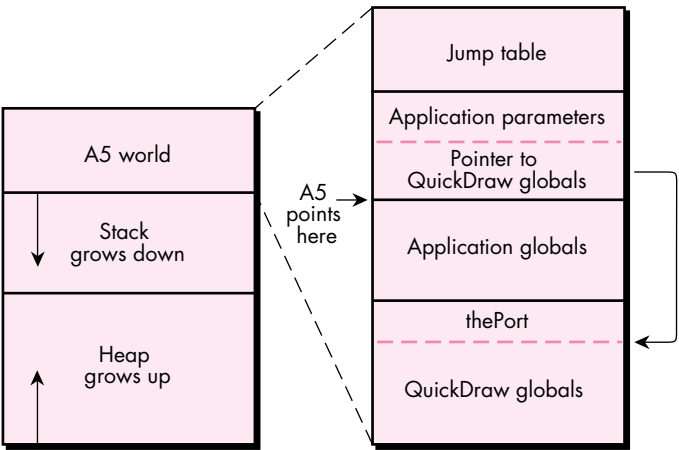 A5 world
Stack
grows down
Heap
grows up
A5
points
here
Jump table
Application parameters
Pointer to
QuickDraw globals
Application globals
thePort
QuickDraw globals